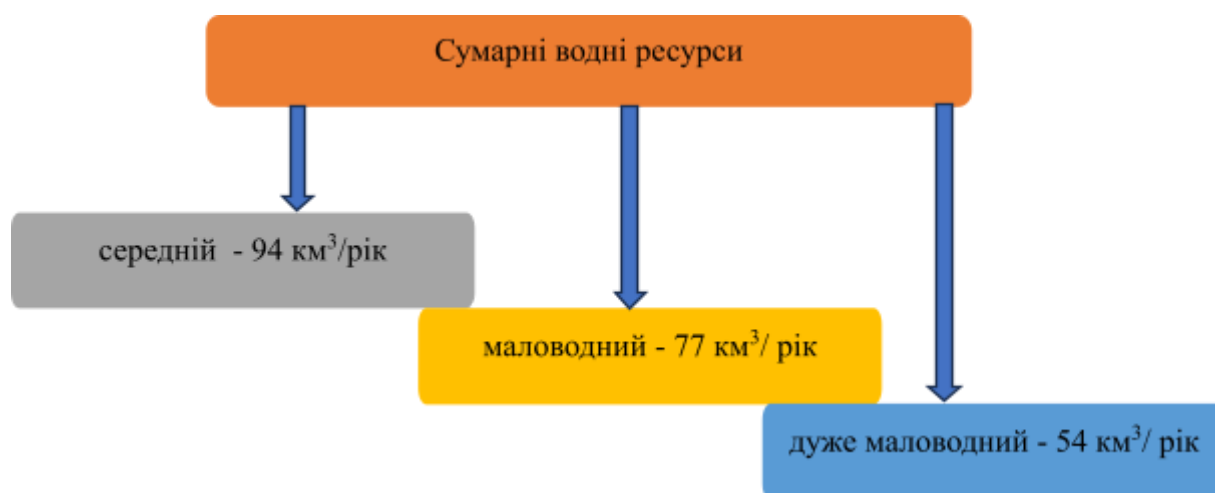 Сумарні водні ресурси
середній - 94 км³/рік
маловодний - 77 км³/ рік
дуже маловодний - 54 км³/ рік